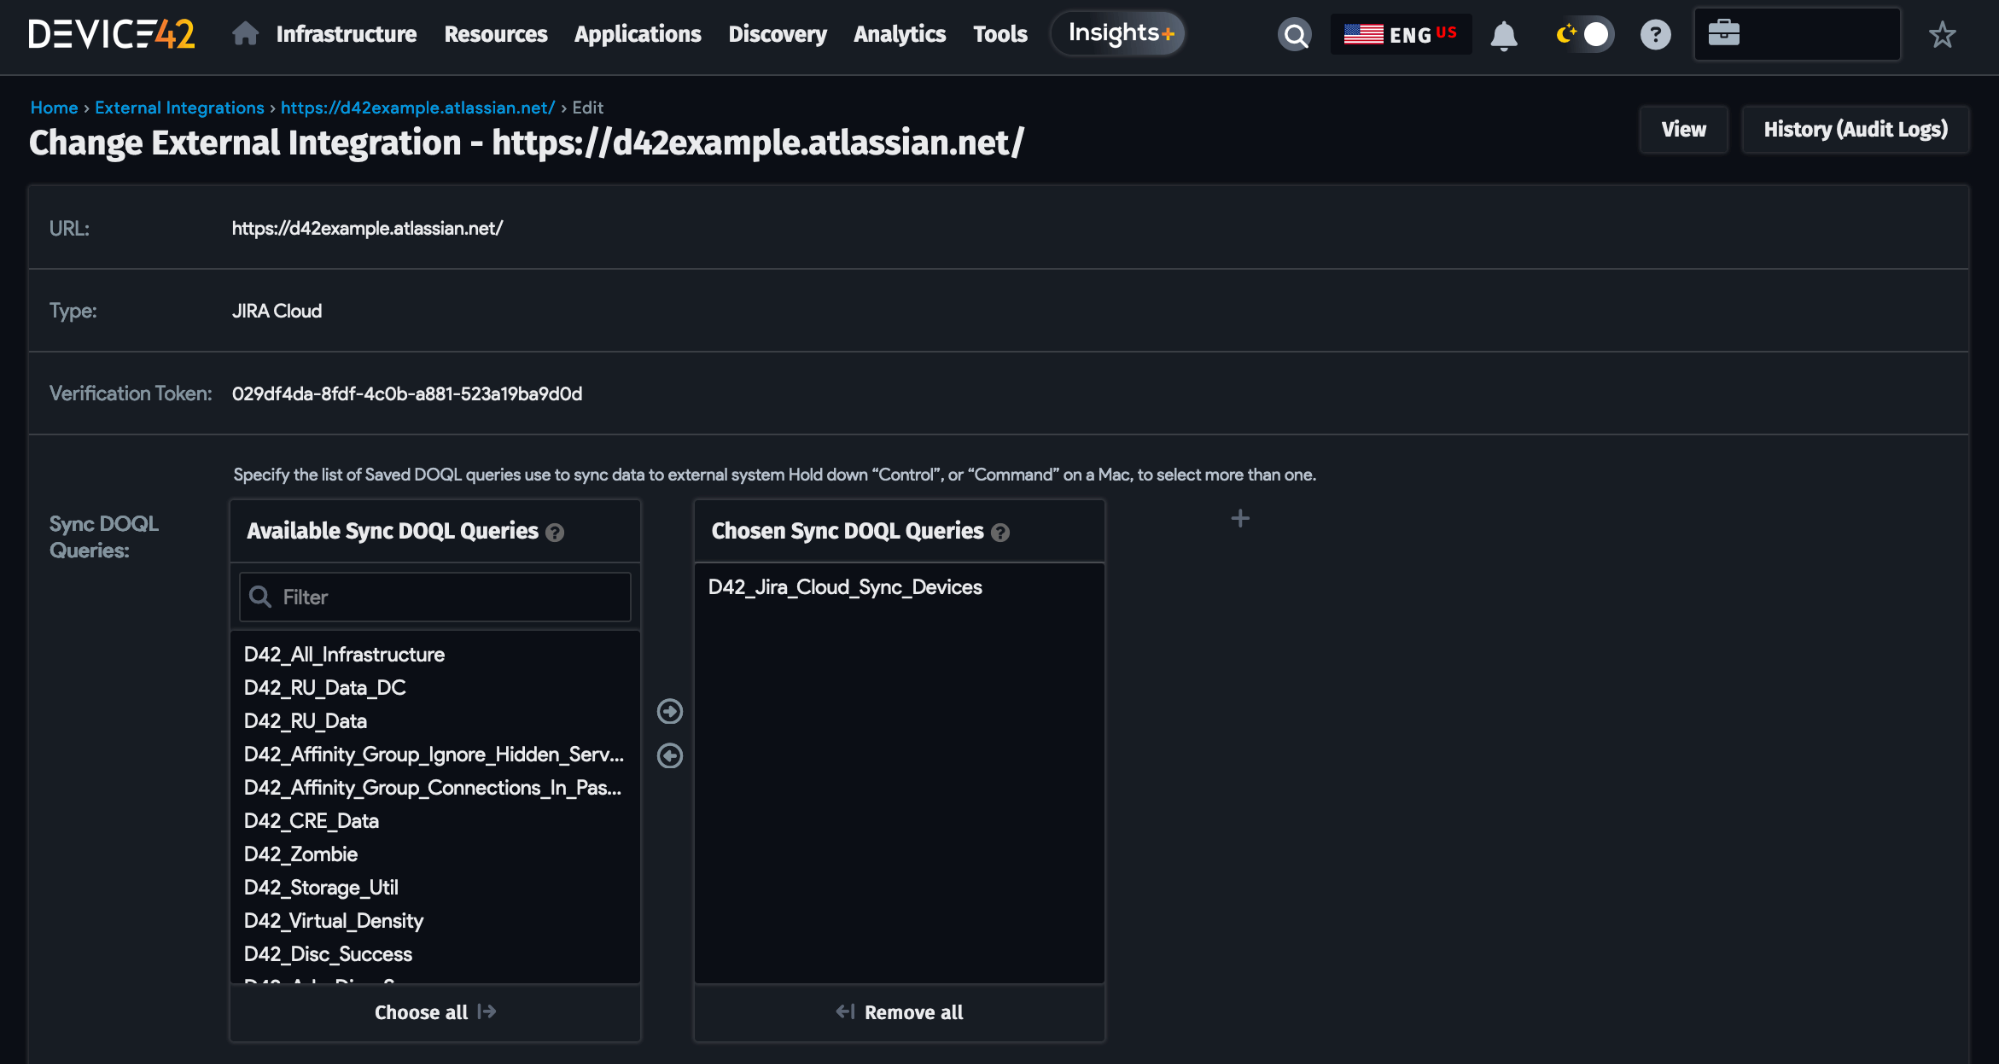 DEVICE42
Infrastructure Resources Applications Discovery Analytics Tools Insights+
ENG US
?
Home › External Integrations › https://d42example.atlassian.net/ › Edit
Change External Integration - https://d42example.atlassian.net/
View
History (Audit Logs)
URL: https://d42example.atlassian.net/
Type: JIRA Cloud
Verification Token: 029df4da-8fdf-4c0b-a881-523a19ba9d0d
Specify the list of Saved DOQL queries use to sync data to external system Hold down “Control”, or “Command” on a Mac, to select more than one.
Sync DOQL
Queries:
Available Sync DOQL Queries ?
Filter
D42_All_Infrastructure
D42_RU_Data_DC
D42_RU_Data
D42_Affinity_Group_Ignore_Hidden_Serv...
D42_Affinity_Group_Connections_In_Pas...
D42_CRE_Data
D42_Zombie
D42_Storage_Util
D42_Virtual_Density
D42_Disc_Success
Choose all
Chosen Sync DOQL Queries ?
D42_Jira_Cloud_Sync_Devices
Remove all
+